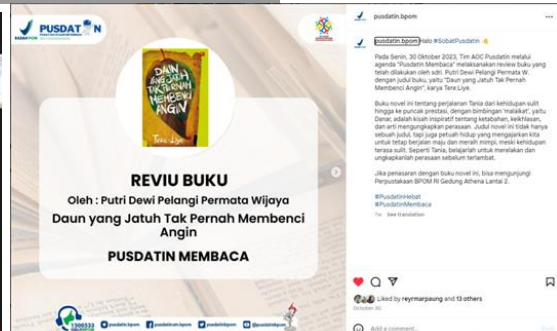 PUSDATIN
BADAN POM
DAUN
YANG JATUH
TAK PERNAH
MEMBENCI
ANGIN
Tere Liye.
REVIU BUKU
Oleh : Putri Dewi Pelangi Permata Wijaya
Daun yang Jatuh Tak Pernah Membenci
Angin
PUSDATIN MEMBACA
1500533
pusdatin.bpom
pusdatin.bpom Halo #SobatPusdatin
Pada Senin, 30 Oktober 2023, Tim AOC Pusdatin melalui
agenda "Pusdatin Membaca" melaksanakan review buku yang
telah dilakukan oleh sdri. Putri Dewi Pelangi Permata W.
dengan judul buku, yaitu "Daun yang Jatuh Tak Pernah
Membenci Angin", karya Tere Liye.
Buku novel ini tentang perjalanan Tania dari kehidupan sulit
hingga ke puncak prestasi, dengan bimbingan 'malaikat', yaitu
Danar, adalah kisah inspiratif tentang ketabahan, keikhlasan,
dan arti mengungkapkan perasaan. Judul novel ini tidak hanya
sebuah judul, tapi juga petuah hidup yang mengajarkan kita
untuk tetap berjalan maju dan meraih mimpi, meski kehidupan
terasa sulit. Seperti Tania, belajarlah untuk merelakan dan
ungkapkanlah perasaan sebelum terlambat.
Jika penasaran dengan buku novel ini, bisa mengunjungi
Perpustakaan BPOM RI Gedung Athena Lantai 2.
#PusdatinHebat
#PusdatinMembaca
7w See translation
Liked by reyrmarpaung and 13 others
October 30
Add a comment...